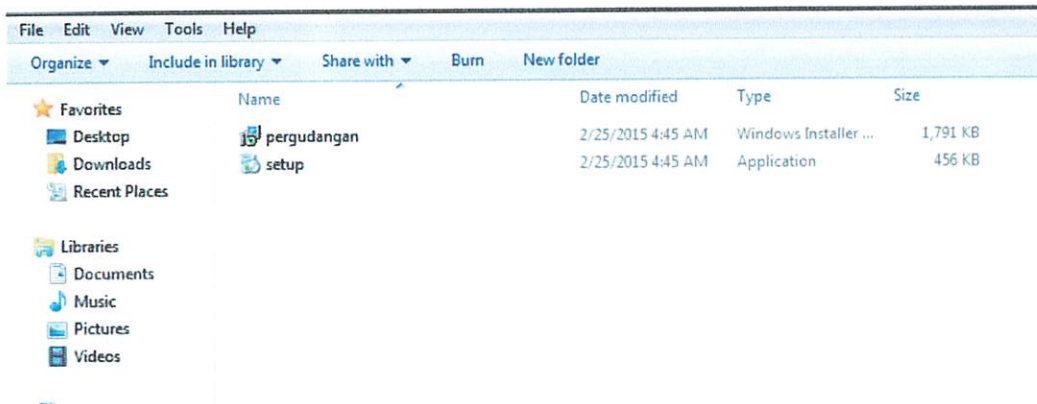 File Edit View Tools Help
Organize Include in library Share with Burn New folder
Favorites
Desktop
Downloads
Recent Places
Libraries
Documents
Music
Pictures
Videos
Name Date modified Type Size
pergudangan 2/25/2015 4:45 AM Windows Installer ... 1,791 KB
setup 2/25/2015 4:45 AM Application 456 KB